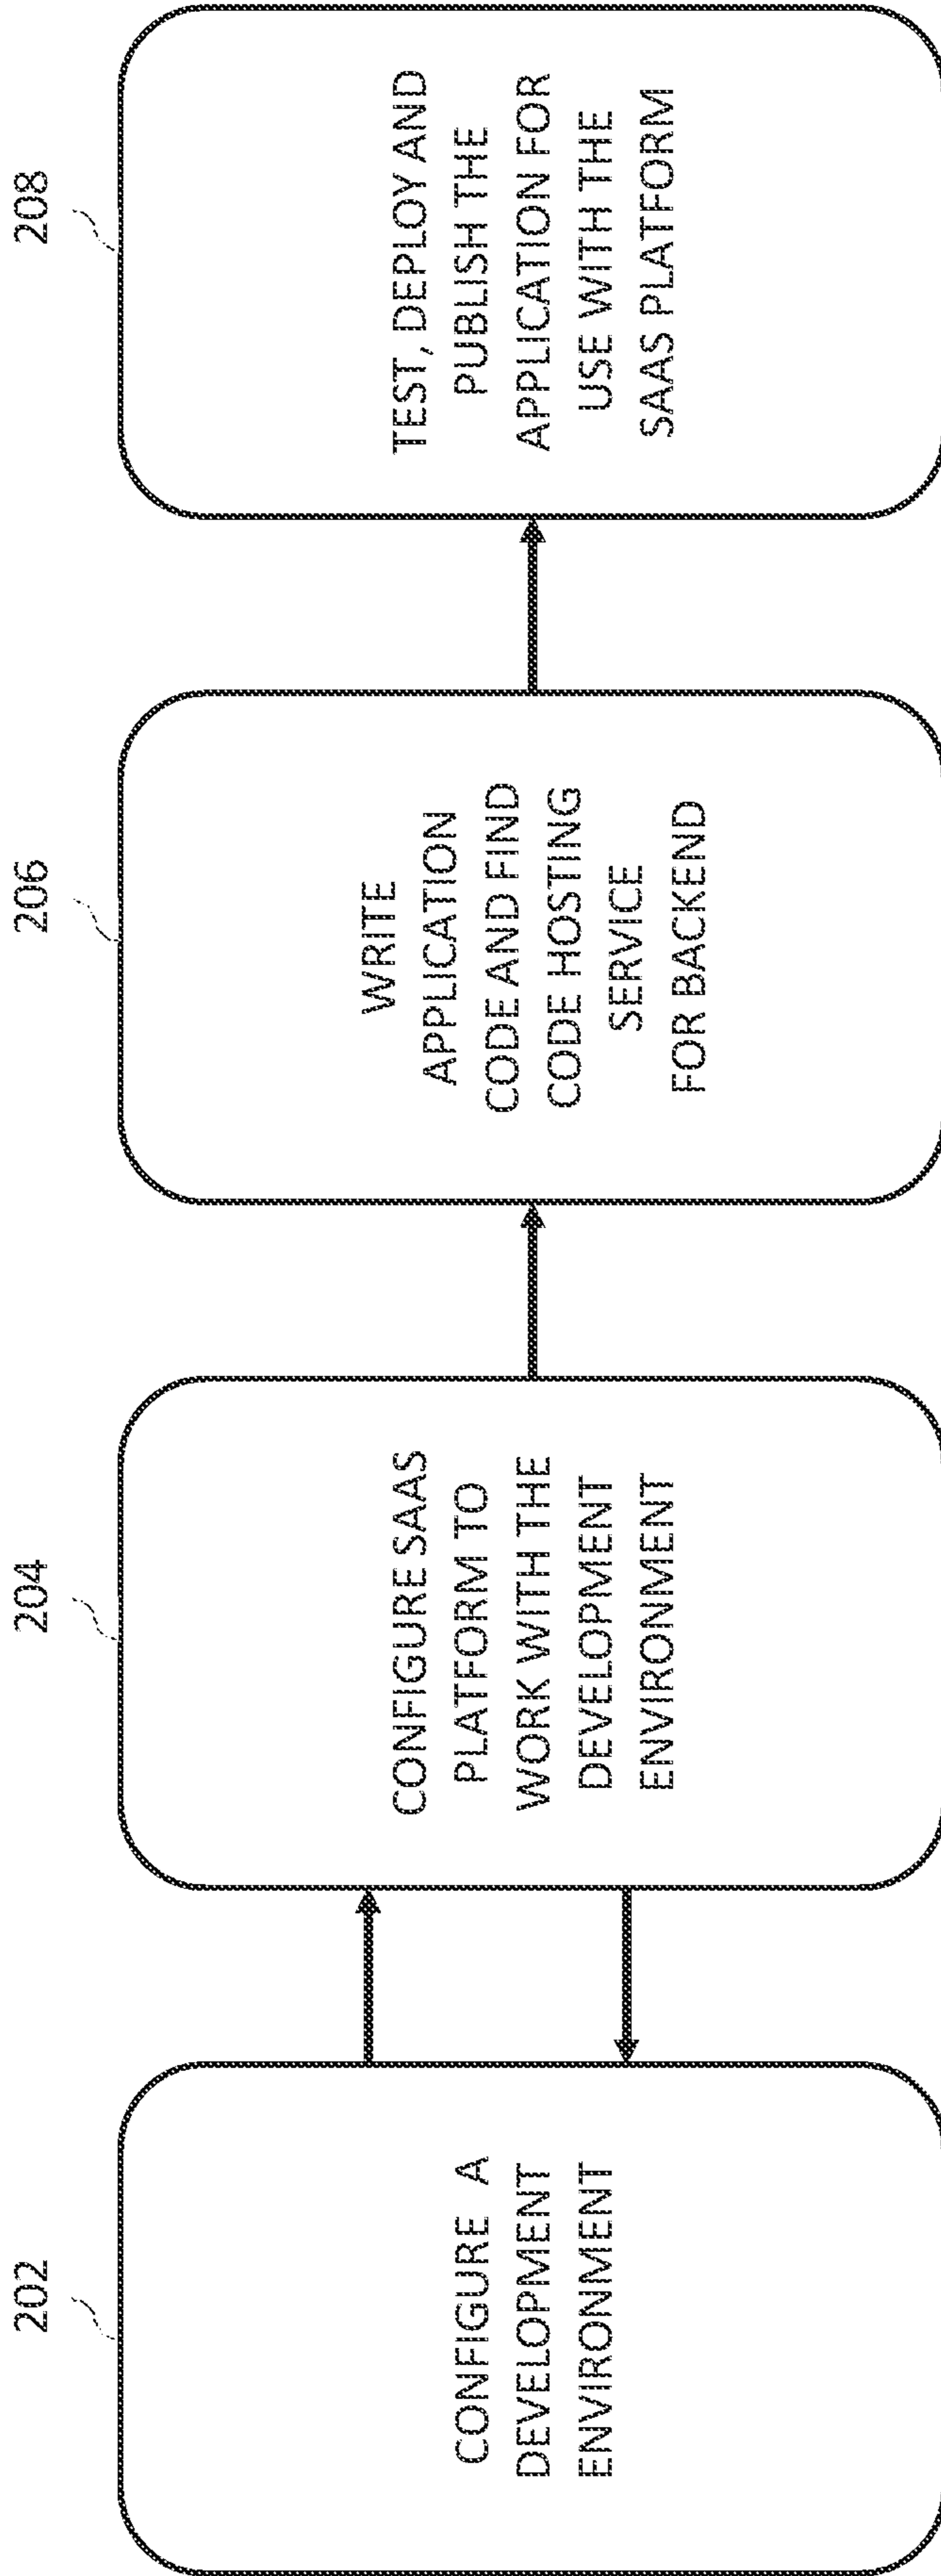 202
CONFIGURE A
DEVELOPMENT
ENVIRONMENT
204
CONFIGURE SAAS
PLATFORM TO
WORK WITH THE
DEVELOPMENT
ENVIRONMENT
206
WRITE
APPLICATION
CODE AND FIND
CODE HOSTING
SERVICE
FOR BACKEND
208
TEST, DEPLOY AND
PUBLISH THE
APPLICATION FOR
USE WITH THE
SAAS PLATFORM